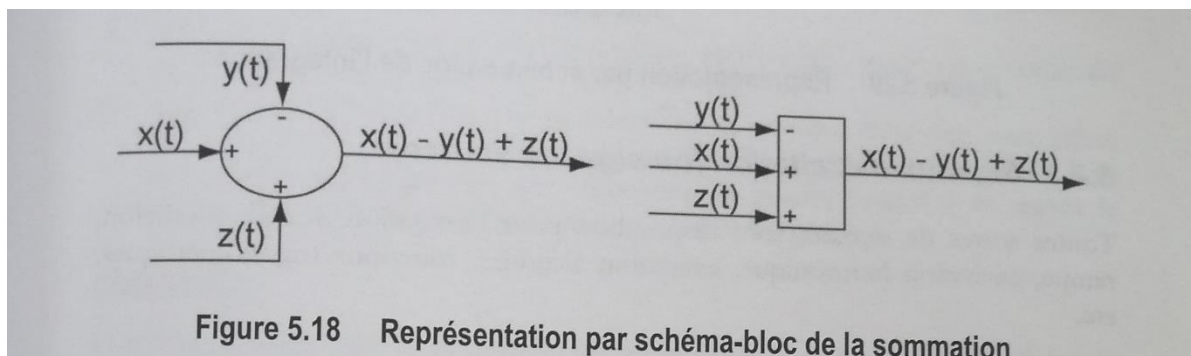 y(t)
-
x(t)
+
x(t) - y(t) + z(t)
+
z(t)
y(t)
-
x(t)
+
x(t) - y(t) + z(t)
z(t)
+
Figure 5.18 Représentation par schéma-bloc de la sommation